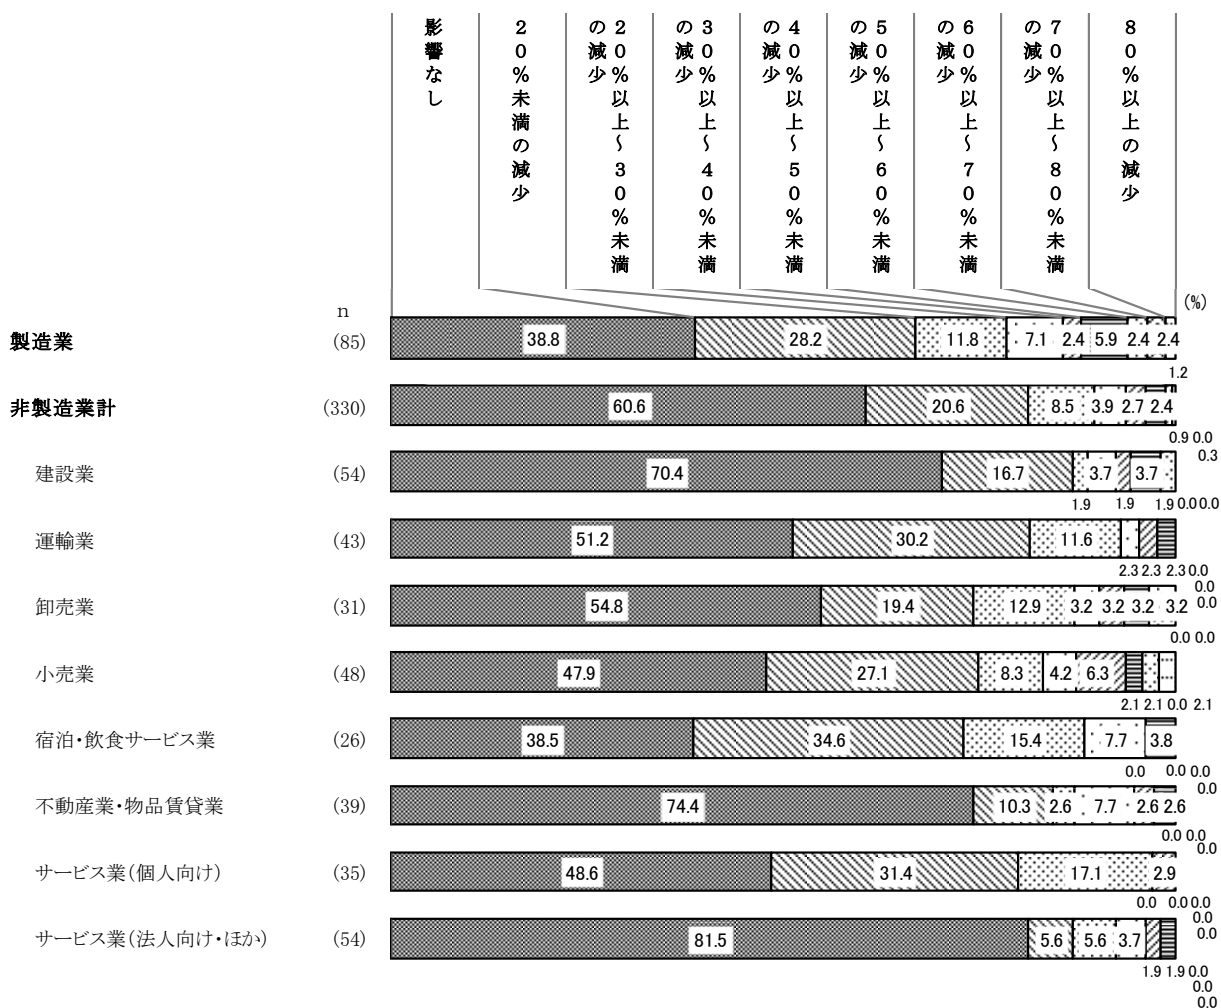 影響なし
20%未満の減少
20%以上~30%未満
の減少
30%以上~40%未満
の減少
40%以上~50%未満
の減少
50%以上~60%未満
の減少
60%以上~70%未満
の減少
70%以上~80%未満
の減少
80%以上の減少
n
(%)
製造業 (85) 38.8 28.2 11.8 7.1 2.4 5.9 2.4 2.4
1.2
非製造業計 (330) 60.6 20.6 8.5 3.9 2.7 2.4
0.9 0.0
0.3
建設業 (54) 70.4 16.7 3.7 3.7
1.9 1.9 1.9 0.0 0.0
運輸業 (43) 51.2 30.2 11.6
2.3 2.3 2.3 0.0
0.0
0.0
卸売業 (31) 54.8 19.4 12.9 3.2 3.2 3.2 3.2
0.0 0.0
小売業 (48) 47.9 27.1 8.3 4.2 6.3
2.1 2.1 0.0 2.1
宿泊・飲食サービス業 (26) 38.5 34.6 15.4 7.7 3.8
0.0 0.0 0.0
0.0
不動産業・物品賃貸業 (39) 74.4 10.3 2.6 7.7 2.6 2.6
0.0 0.0
0.0
サービス業(個人向け) (35) 48.6 31.4 17.1 2.9
0.0 0.0 0.0
0.0
0.0
サービス業(法人向け・ほか) (54) 81.5 5.6 5.6 3.7
1.9 1.9 0.0
0.0
0.0